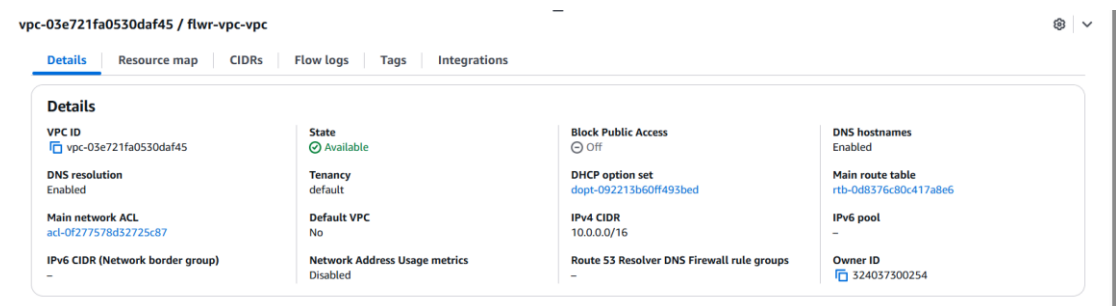 vpc-03e721fa0530daf45 / flwr-vpc-vpc
Details Resource map CIDRs Flow logs Tags Integrations
Details
VPC ID State Block Public Access DNS hostnames
vpc-03e721fa0530daf45 Available Off Enabled
DNS resolution Tenancy DHCP option set Main route table
Enabled default dopt-092213b60ff493bed rtb-0d8376c80c417a8e6
Main network ACL Default VPC IPv4 CIDR IPv6 pool
acl-0f277578d32725c87 No 10.0.0.0/16 –
IPv6 CIDR (Network border group) Network Address Usage metrics Route 53 Resolver DNS Firewall rule groups Owner ID
– Disabled – 324037300254